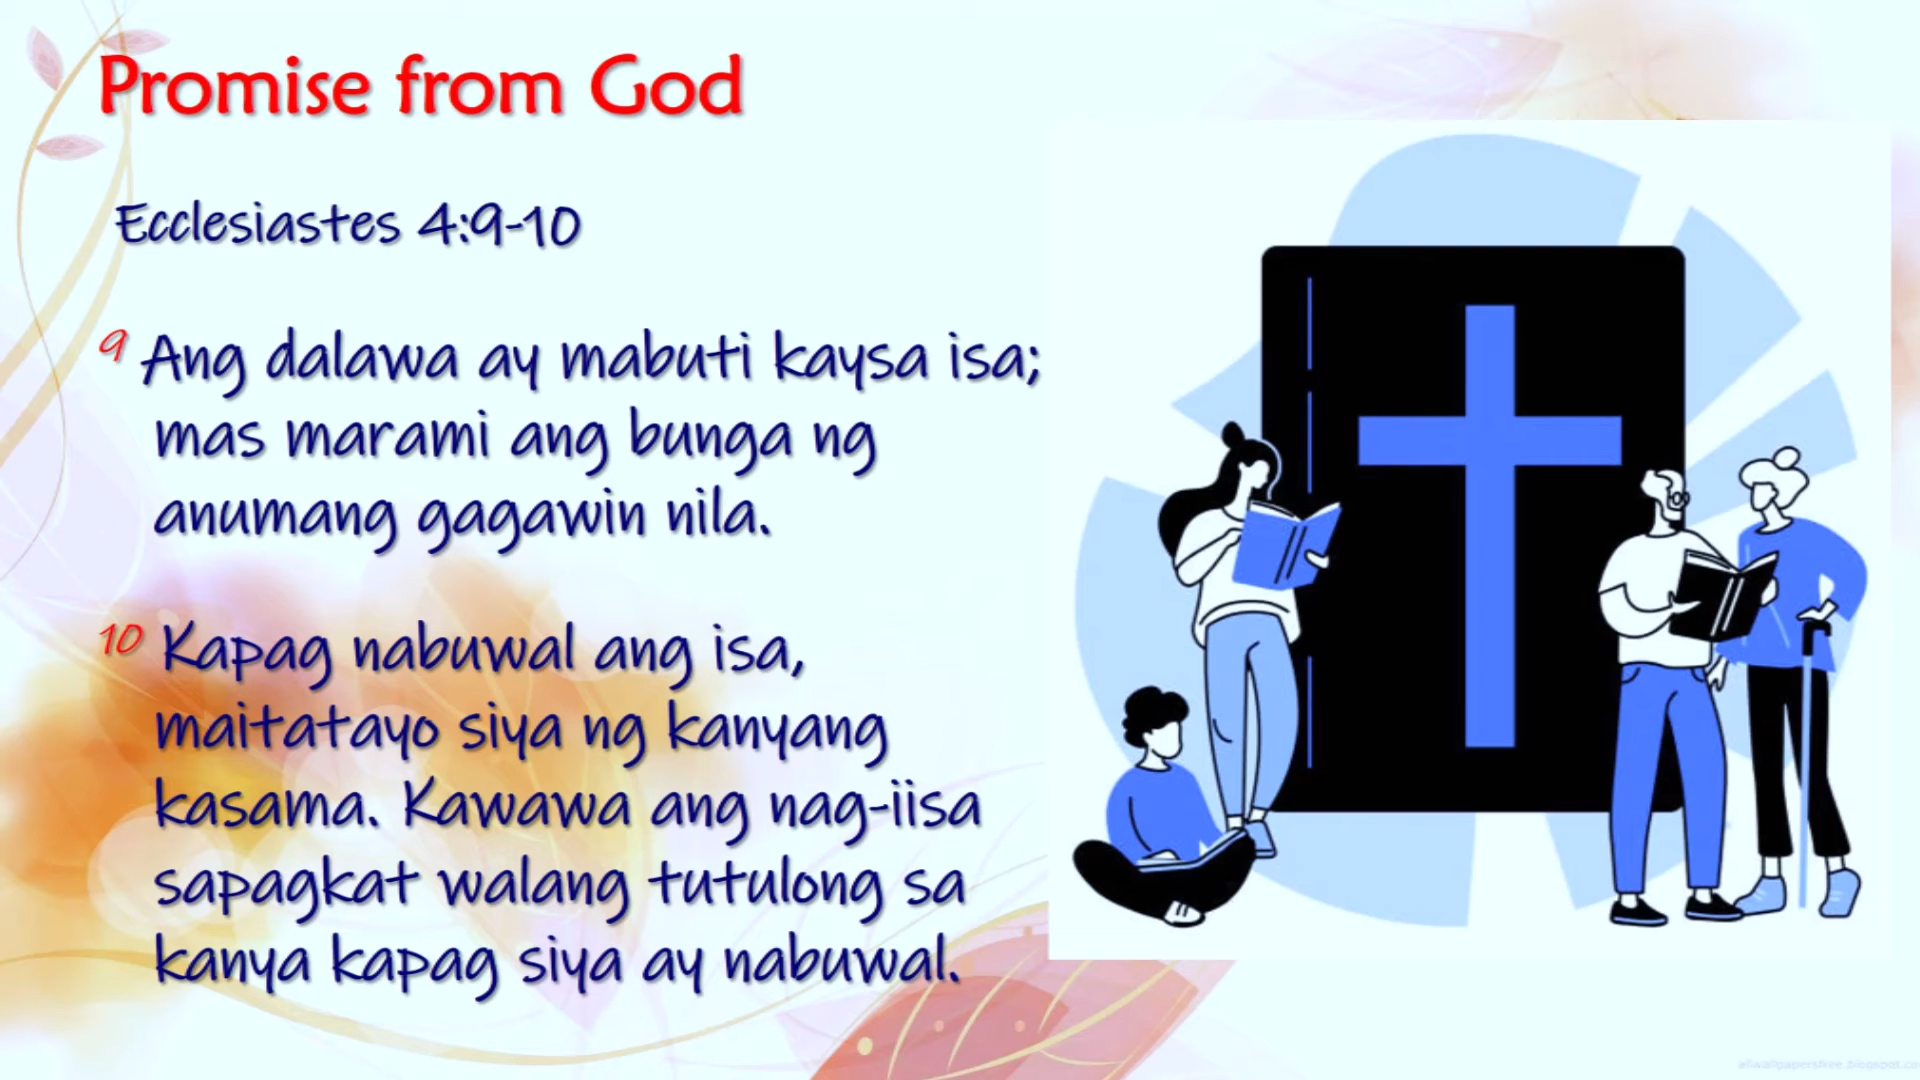 Promise from God
Ecclesiastes 4:9-10
9 Ang dalawa ay mabuti kaysa isa;
mas marami ang bunga ng
anumang gagawin nila.
10 Kapag nabuwal ang isa,
maitatayo siya ng kanyang
kasama. Kawawa ang nag-iisa
sapagkat walang tutulong sa
kanya kapag siya ay nabuwal.